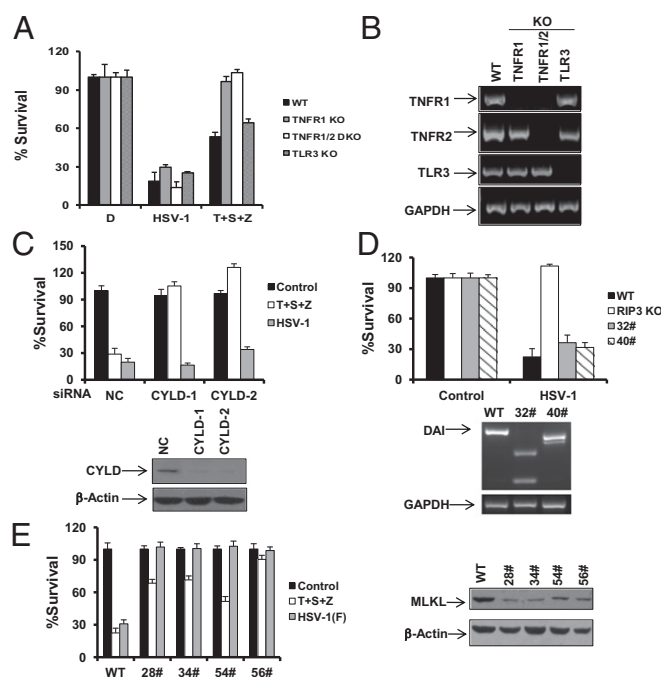 A
% Survival
120
90
60
30
0
D
HSV-1
T+S+Z
WT
TNFR1 KO
TNFR1/2 DKO
TLR3 KO
B
KO
WT
TNFR1
TNFR1/2
TLR3
TNFR1
TNFR2
TLR3
GAPDH
C
%Survival
150
120
90
60
30
0
siRNA
NC
CYLD-1
CYLD-2
Control
T+S+Z
HSV-1
NC
CYLD-1
CYLD-2
CYLD
β-Actin
D
%Survival
120
90
60
30
0
Control
HSV-1
WT
RIP3 KO
32#
40#
WT
32#
40#
DAI
GAPDH
E
%Survival
120
90
60
30
0
WT
28#
34#
54#
56#
Control
T+S+Z
HSV-1(F)
WT
28#
34#
54#
56#
MLKL
β-Actin